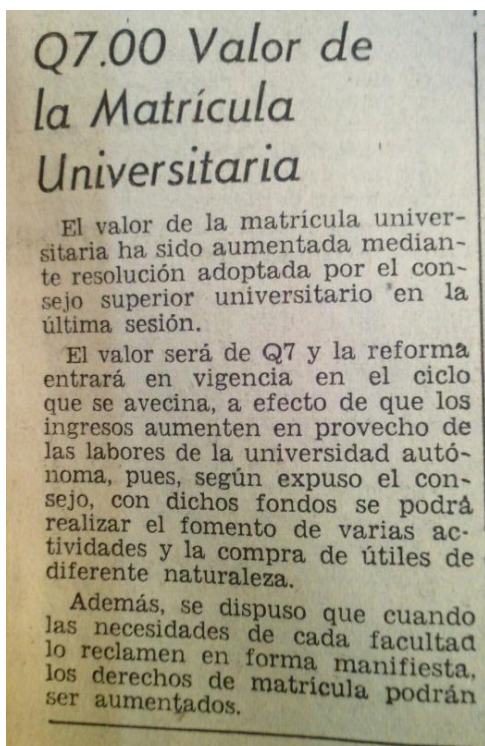 Q7.00 Valor de
la Matrícula
Universitaria
El valor de la matrícula univer-
sitaria ha sido aumentada median-
te resolución adoptada por el con-
sejo superior universitario en la
última sesión.
El valor será de Q7 y la reforma
entrará en vigencia en el ciclo
que se avecina, a efecto de que los
ingresos aumenten en provecho de
las labores de la universidad autó-
noma, pues, según expuso el con-
sejo, con dichos fondos se podrá
realizar el fomento de varias ac-
tividades y la compra de útiles de
diferente naturaleza.
Además, se dispuso que cuando
las necesidades de cada facultad
lo reclamen en forma manifiesta,
los derechos de matrícula podrán
ser aumentados.